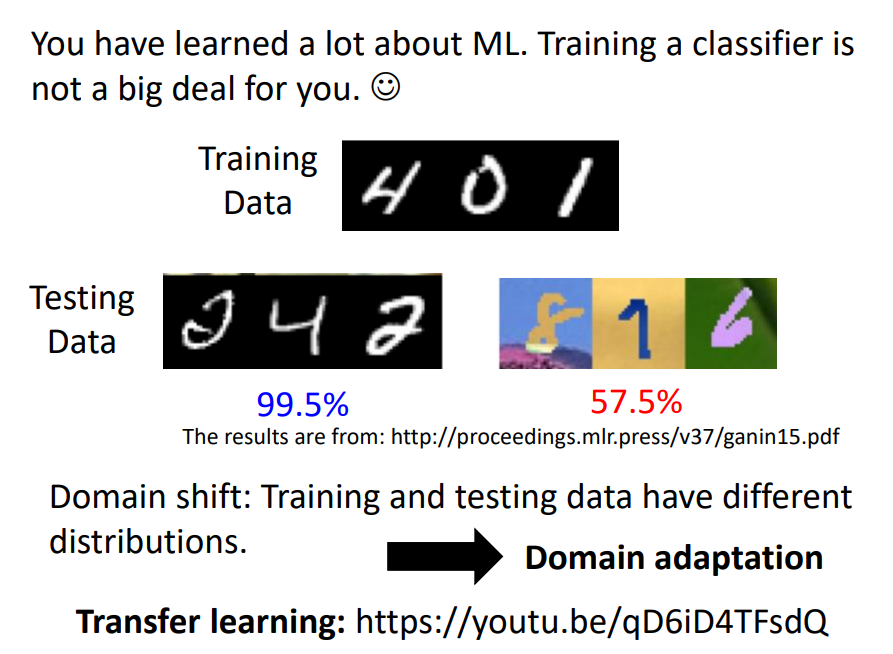 You have learned a lot about ML. Training a classifier is
not a big deal for you. ☺
Training
Data
4 0 1
Testing
Data
2 4 2
8 1 6
99.5%
57.5%
The results are from: http://proceedings.mlr.press/v37/ganin15.pdf
Domain shift: Training and testing data have different
distributions.
Domain adaptation
Transfer learning: https://youtu.be/qD6iD4TFsdQ